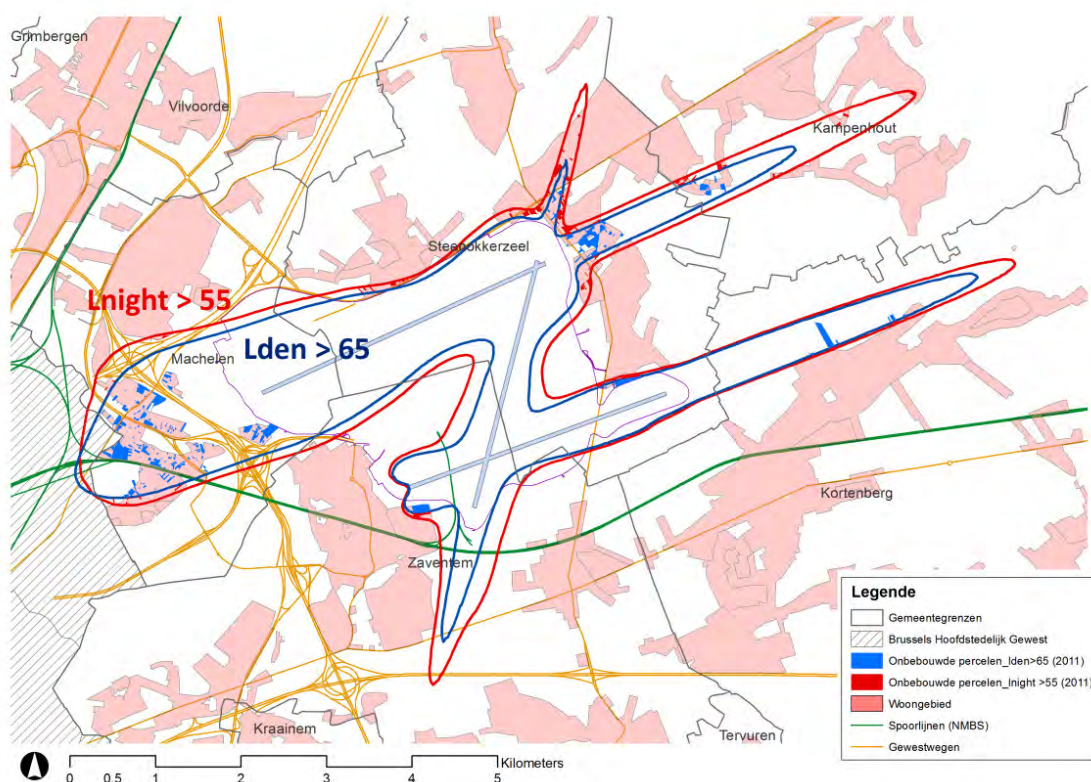 Grimbergen
Vilvoorde
Kampenhout
Steenokkerzeel
Lnight > 55
Machelen
Lden > 65
Kortenberg
Zaventem
Kraainem
Tervuren
Legende
Gemeentegrenzen
Brussels Hoofdstedelijk Gewest
Onbebouwde percelen_lden>65 (2011)
Onbebouwde percelen_lnight >55 (2011)
Woongebied
Spoorlijnen (NMBS)
Gewestwegen
Kilometers
0 0.5 1 2 3 4 5